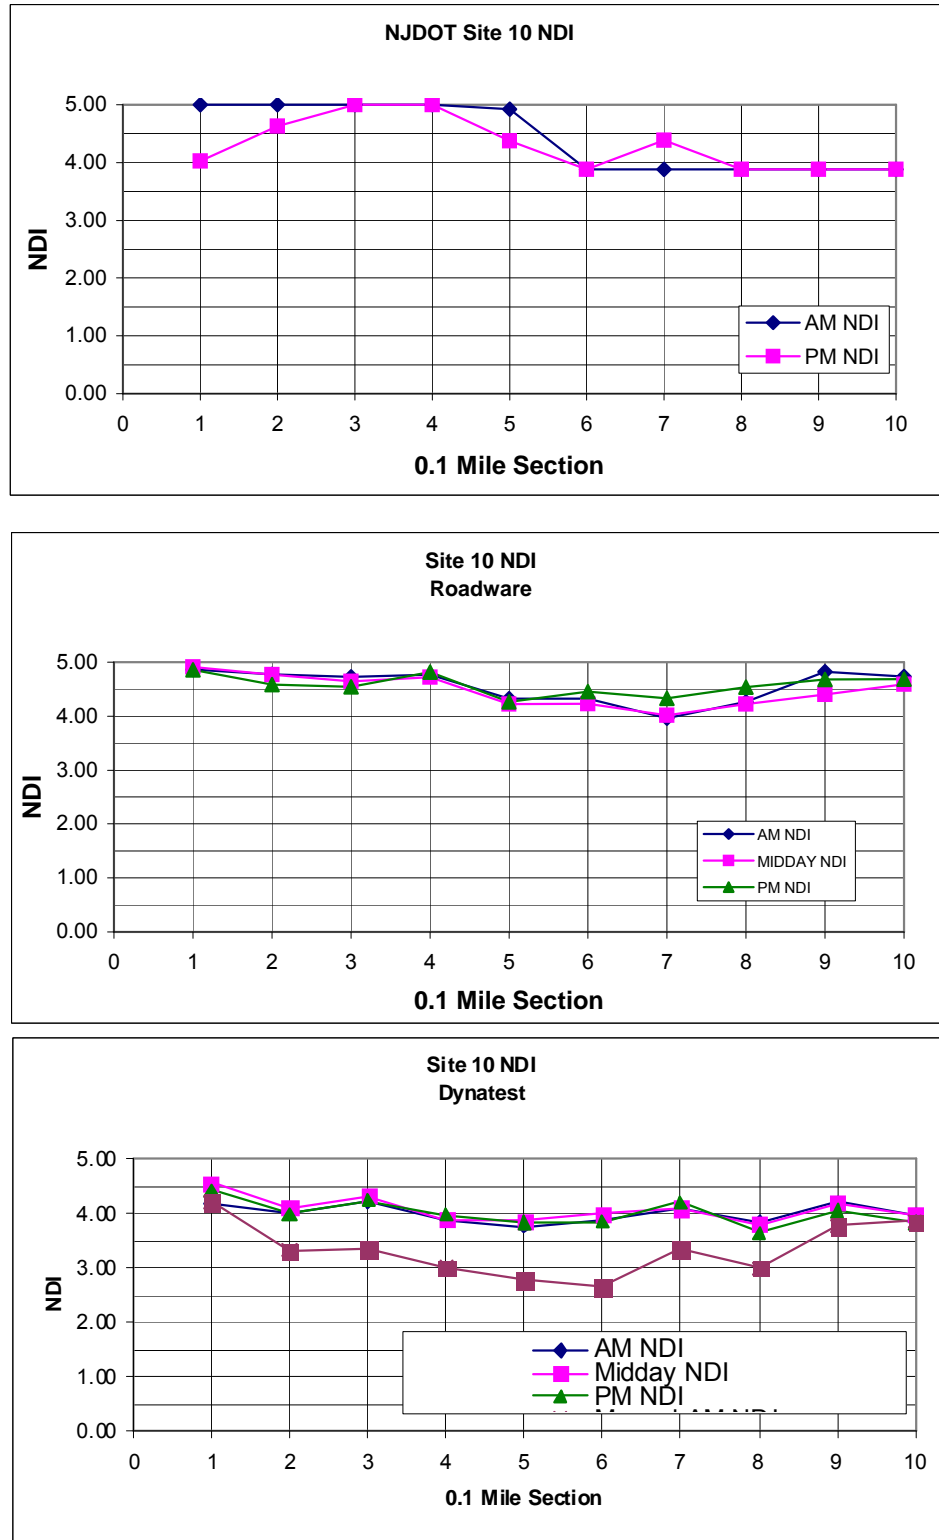 NJDOT Site 10 NDI
5.00
4.00
3.00
2.00
1.00
0.00
NDI
AM NDI
PM NDI
0 1 2 3 4 5 6 7 8 9 10
0.1 Mile Section
Site 10 NDI
Roadware
5.00
4.00
3.00
2.00
1.00
0.00
NDI
AM NDI
MIDDAY NDI
PM NDI
0 1 2 3 4 5 6 7 8 9 10
0.1 Mile Section
Site 10 NDI
Dynatest
5.00
4.00
3.00
2.00
1.00
0.00
NDI
AM NDI
Midday NDI
PM NDI
AM NDI
0 1 2 3 4 5 6 7 8 9 10
0.1 Mile Section